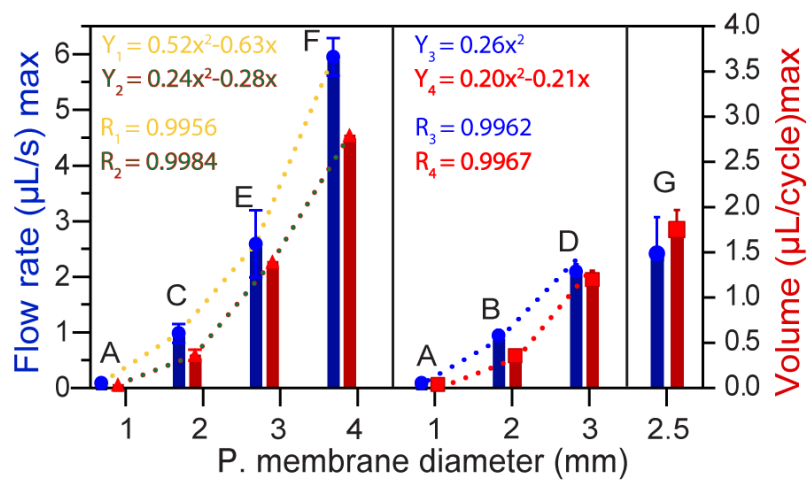 Flow rate (µL/s) max
6
5
4
3
2
1
0
Y₁ = 0.52x²-0.63x
Y₂ = 0.24x²-0.28x
R₁ = 0.9956
R₂ = 0.9984
F
E
C
A
Y₃ = 0.26x²
Y₄ = 0.20x²-0.21x
R₃ = 0.9962
R₄ = 0.9967
D
B
A
G
4.0
3.5
3.0
2.5
2.0
1.5
1.0
0.5
0.0
Volume (µL/cycle)max
1 2 3 4 1 2 3 2.5
P. membrane diameter (mm)